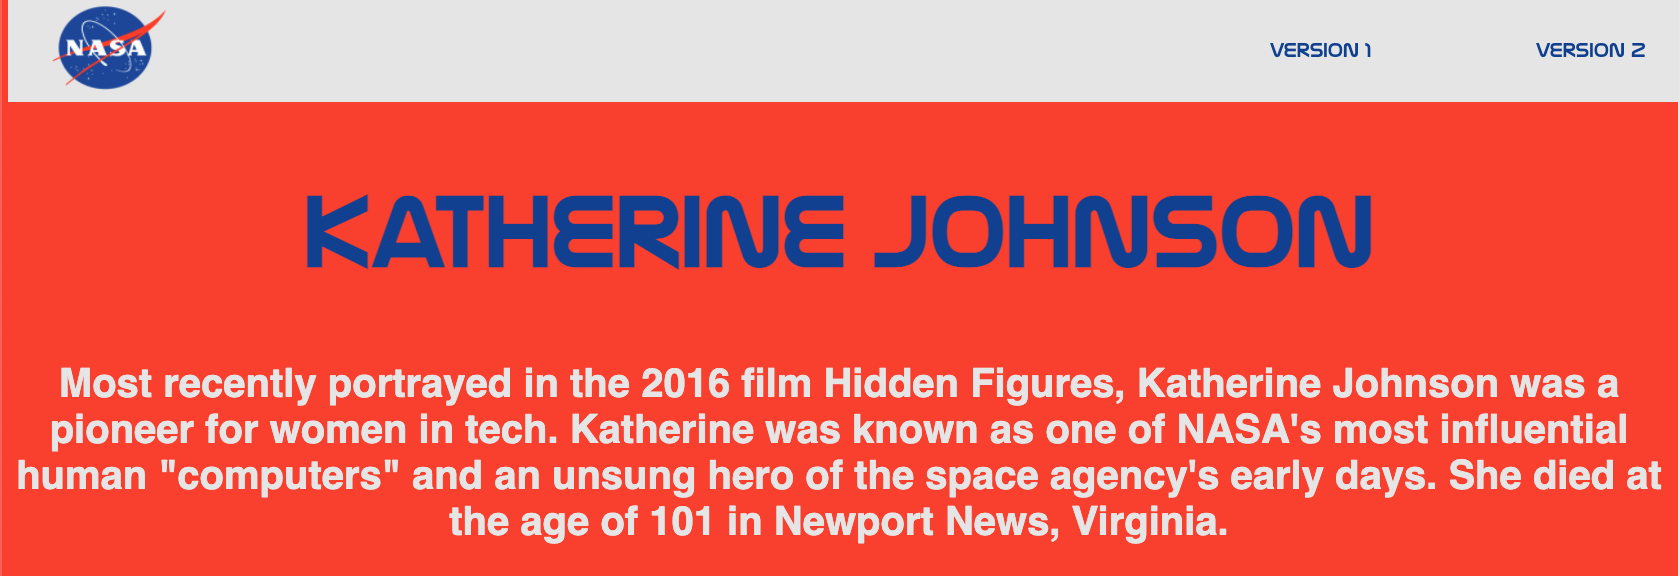 NASA
VERSION 1
VERSION 2
KATHERINE JOHNSON
Most recently portrayed in the 2016 film Hidden Figures, Katherine Johnson was a
pioneer for women in tech. Katherine was known as one of NASA's most influential
human "computers" and an unsung hero of the space agency's early days. She died at
the age of 101 in Newport News, Virginia.